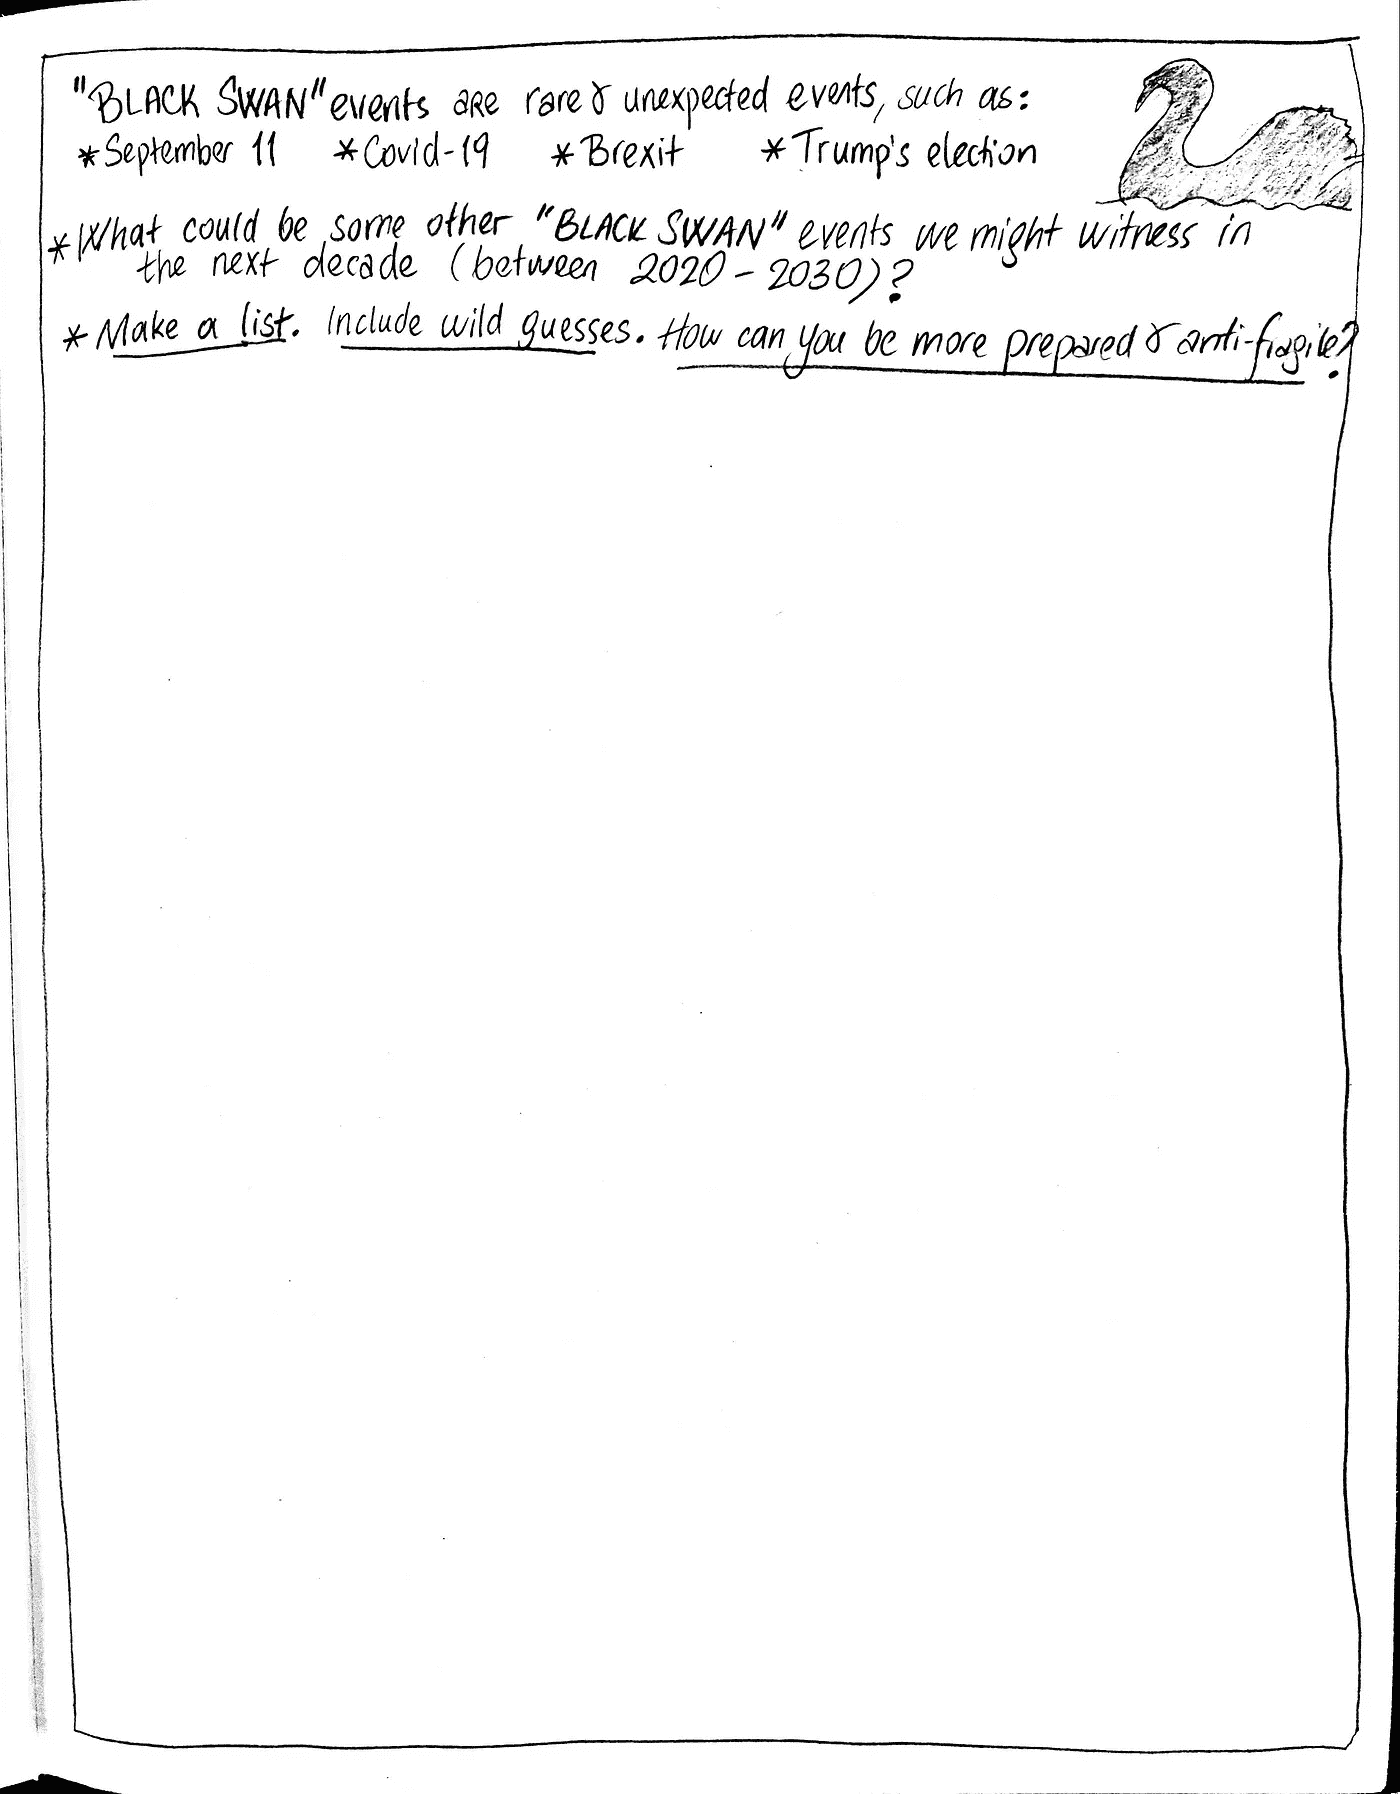 "BLACK SWAN" events are rare & unexpected events, such as:
* September 11 * Covid-19 * Brexit * Trump's election
* What could be some other "BLACK SWAN" events we might witness in
the next decade (between 2020 - 2030)?
* Make a list. Include wild guesses. How can you be more prepared & anti-fragile?